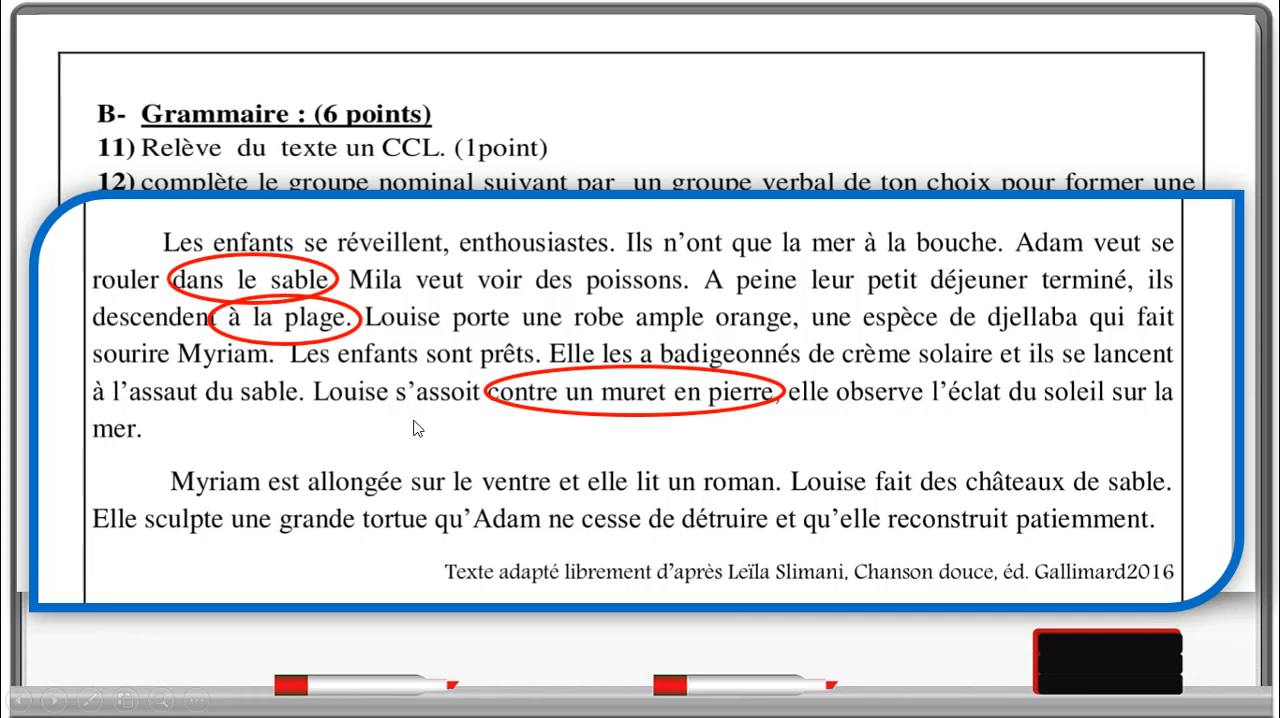 B- Grammaire : (6 points)
11) Relève du texte un CCL. (1point)
12) complète le groupe nominal suivant par un groupe verbal de ton choix pour former une
Les enfants se réveillent, enthousiastes. Ils n’ont que la mer à la bouche. Adam veut se
rouler dans le sable Mila veut voir des poissons. A peine leur petit déjeuner terminé, ils
descendent à la plage. Louise porte une robe ample orange, une espèce de djellaba qui fait
sourire Myriam. Les enfants sont prêts. Elle les a badigeonnés de crème solaire et ils se lancent
à l’assaut du sable. Louise s’assoit contre un muret en pierre, elle observe l’éclat du soleil sur la
mer.
Myriam est allongée sur le ventre et elle lit un roman. Louise fait des châteaux de sable.
Elle sculpte une grande tortue qu’Adam ne cesse de détruire et qu’elle reconstruit patiemment.
Texte adapté librement d’après Leïla Slimani, Chanson douce, éd. Gallimard2016